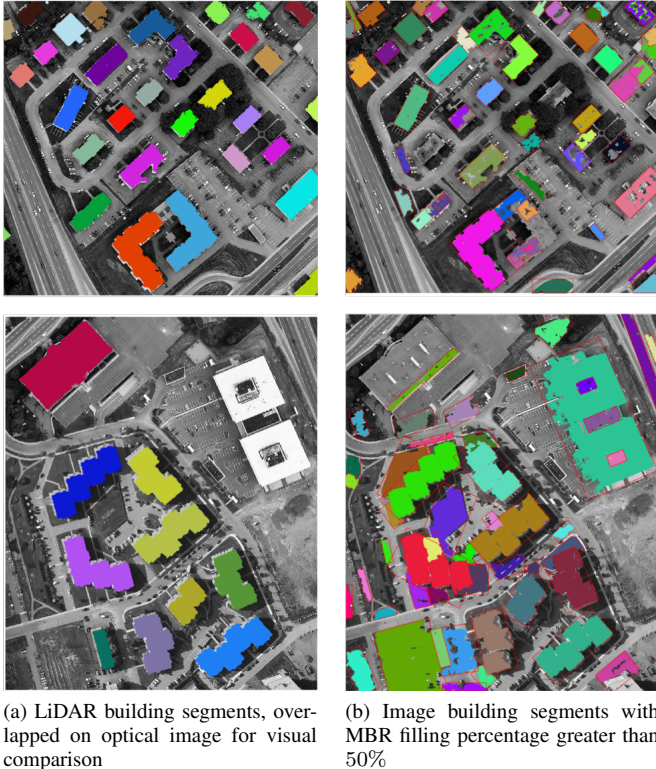 (a) LiDAR building segments, over-
lapped on optical image for visual
comparison
(b) Image building segments with
MBR filling percentage greater than
50%